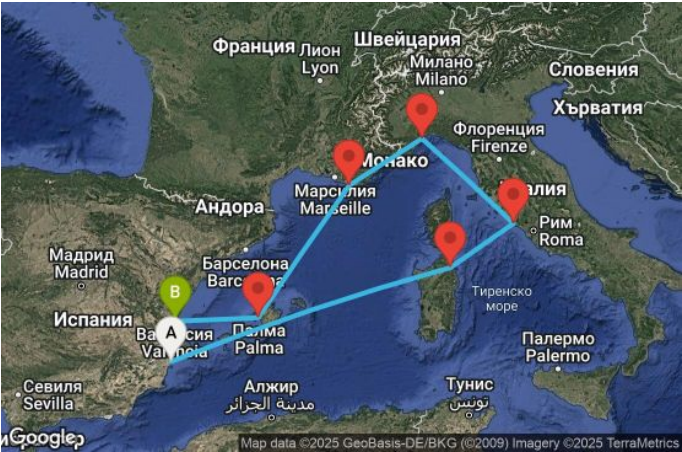 Франция
Лион
Lyon
Швейцария
Милано
Milano
Словения
Хърватия
Флоренция
Firenze
Монако
Марсилия
Marseille
Андора
Рим
Roma
Мадрид
Madrid
Барселона
B
Испания
A
Палма
Palma
Тиренско
море
Палермо
Palermo
Севиля
Sevilla
Алжир
مدينة الجزائر
Тунис
تونس
Google
Map data ©2025 GeoBasis-DE/BKG (©2009) Imagery ©2025 TerraMetrics